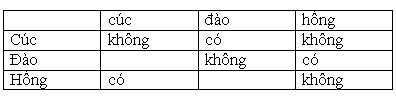 cúc đào hồng
Cúc không có không
Đào không có
Hồng có không